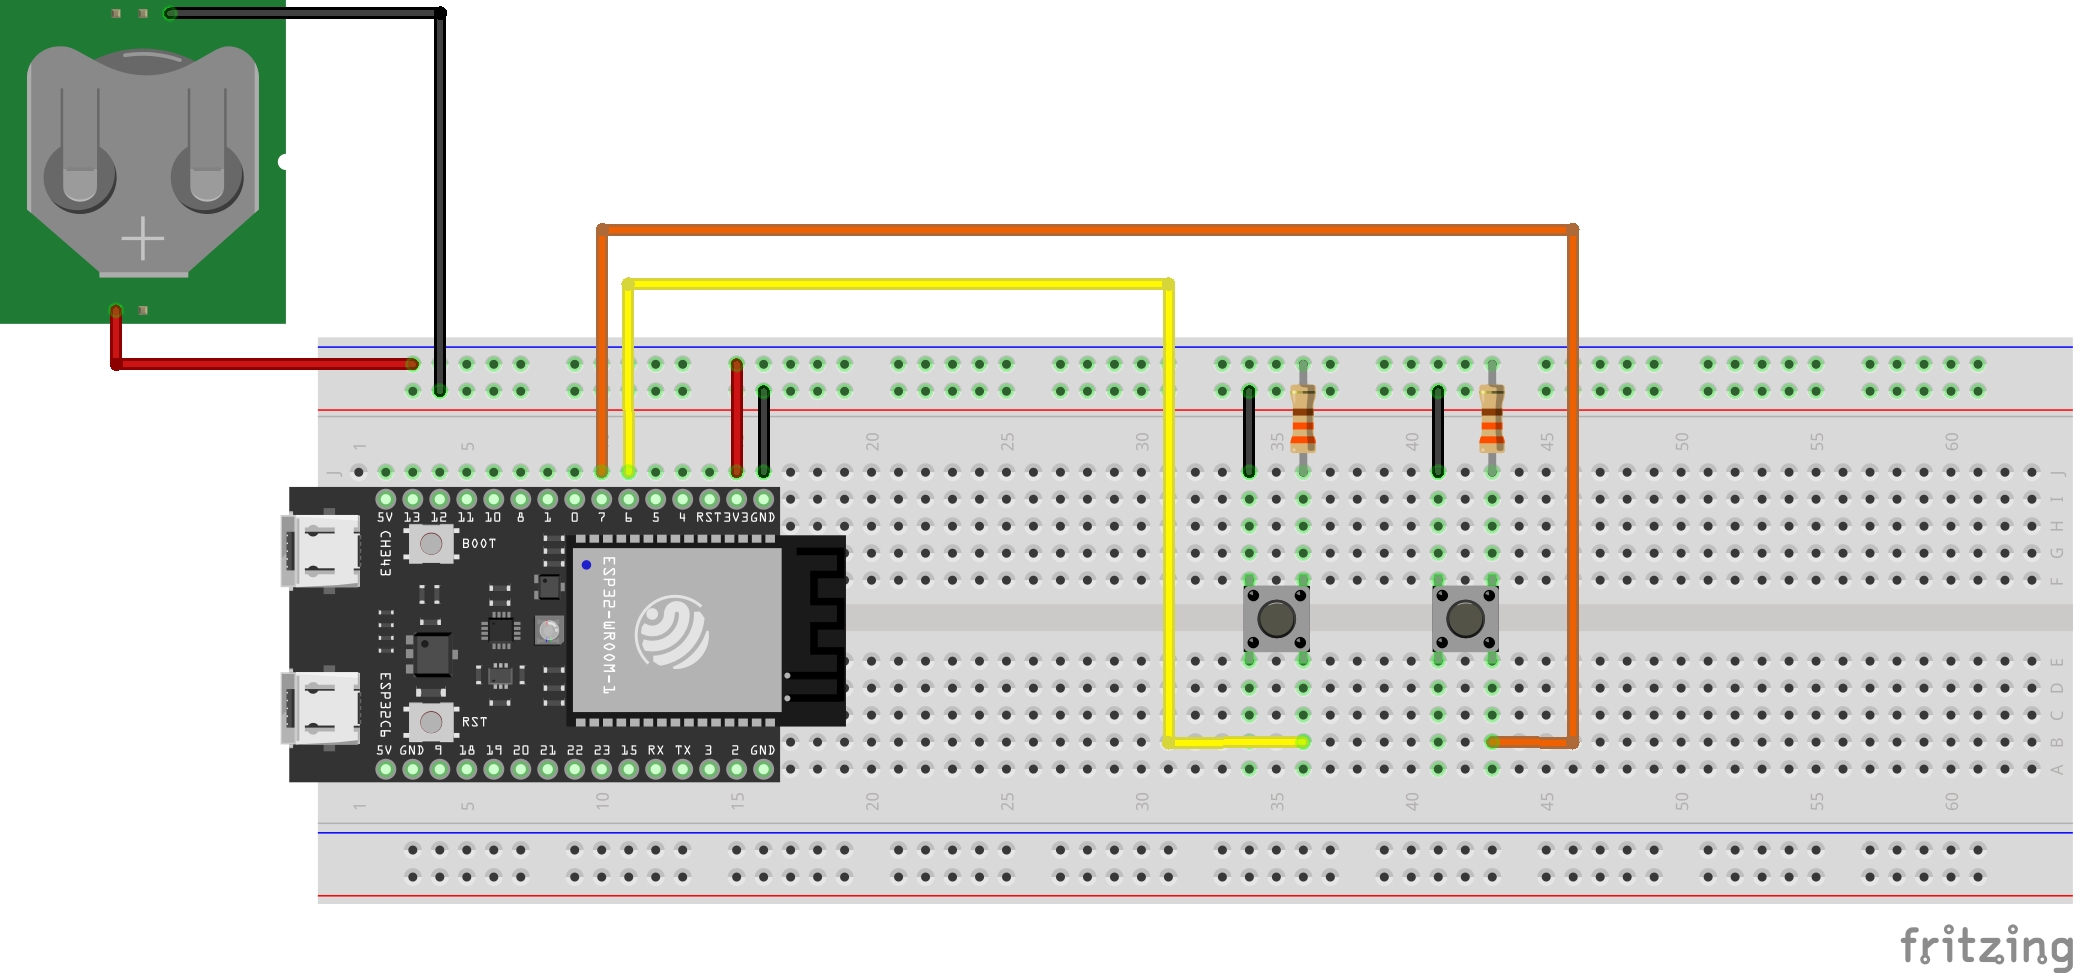 1 5 20 25 30 35 40 45 50 55 60
J J
I
5V 13 12 11 10 8 1 0 7 6 5 4 RST 3V3 GND
H
CH343
BOOT
G
F
ESP32-WROOM-1
E
D
ESP32C6
RST
C
5V GND 9 18 19 20 21 22 23 15 RX TX 3 2 GND
B
A
1 5 10 15 20 25 30 35 40 45 50 55 60
fritzing